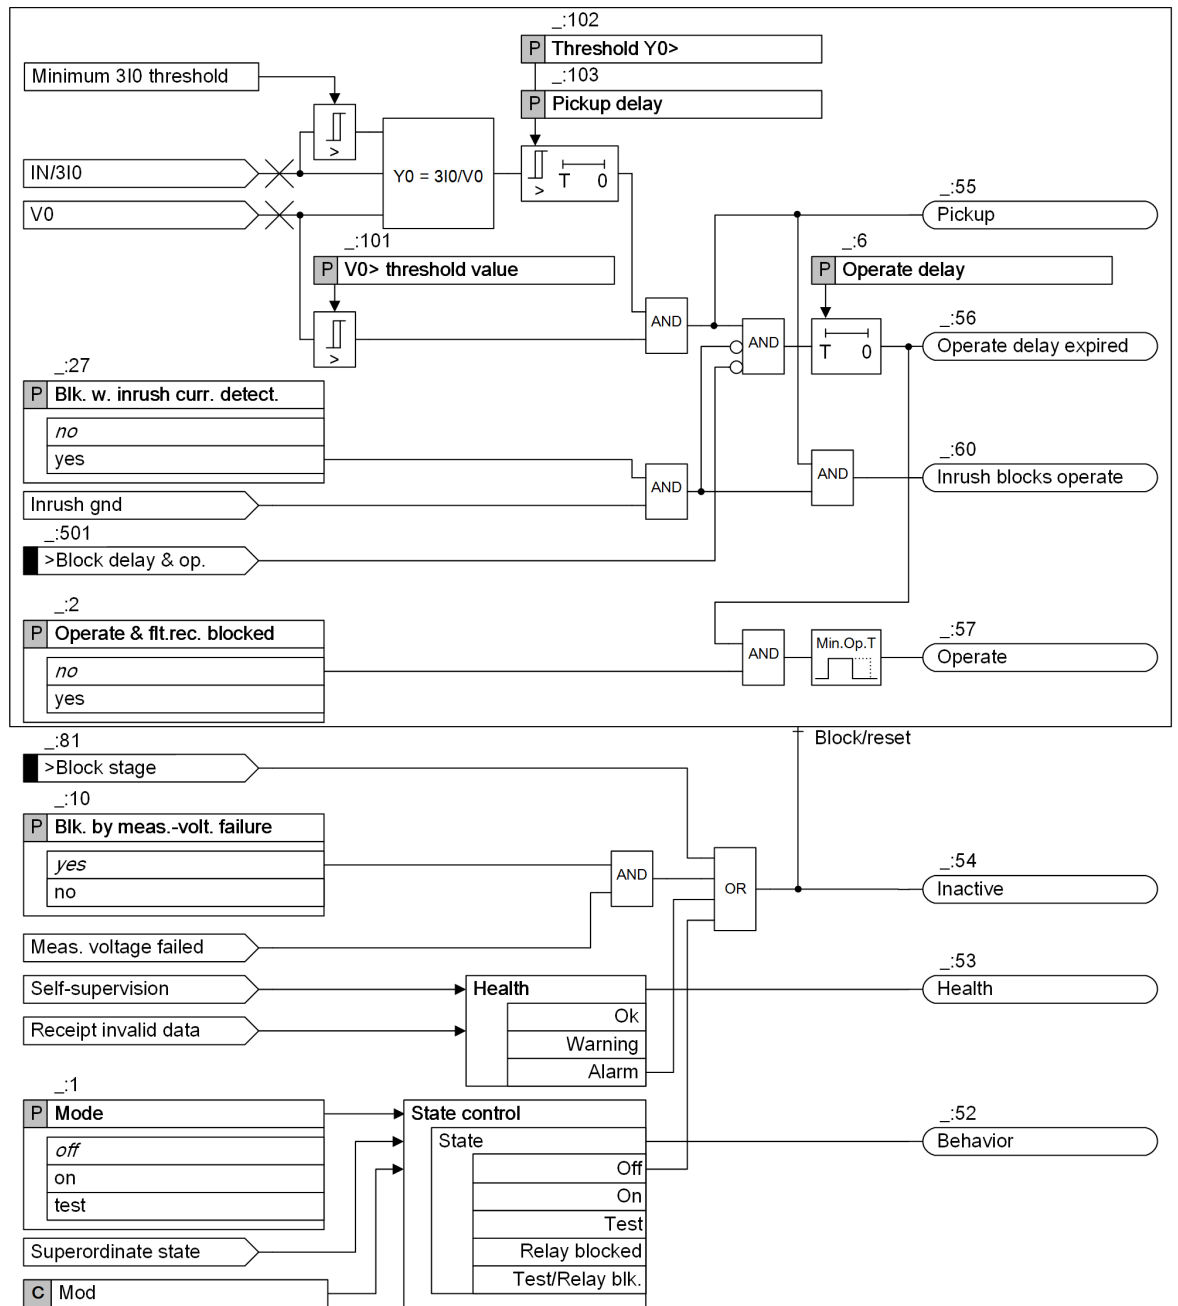 _:102
P Threshold Y0>
Minimum 3I0 threshold
_:103
P Pickup delay
>
IN/3I0
Y0 = 3I0/V0
> T 0
V0
_:55
Pickup
_:101
P V0> threshold value
_:6
P Operate delay
>
AND
AND
T 0
_:56
Operate delay expired
_:27
P Blk. w. inrush curr. detect.
no
yes
AND
AND
_:60
Inrush blocks operate
Inrush gnd
_:501
>Block delay & op.
_:2
P Operate & flt.rec. blocked
no
yes
AND
Min.Op.T
_:57
Operate
Block/reset
_:81
>Block stage
_:10
P Blk. by meas.-volt. failure
yes
no
AND
OR
_:54
Inactive
Meas. voltage failed
_:53
Health
Self-supervision
Receipt invalid data
Health
Ok
Warning
Alarm
_:1
P Mode
off
on
test
Superordinate state
C Mod
State control
State
Off
On
Test
Relay blocked
Test/Relay blk.
_:52
Behavior